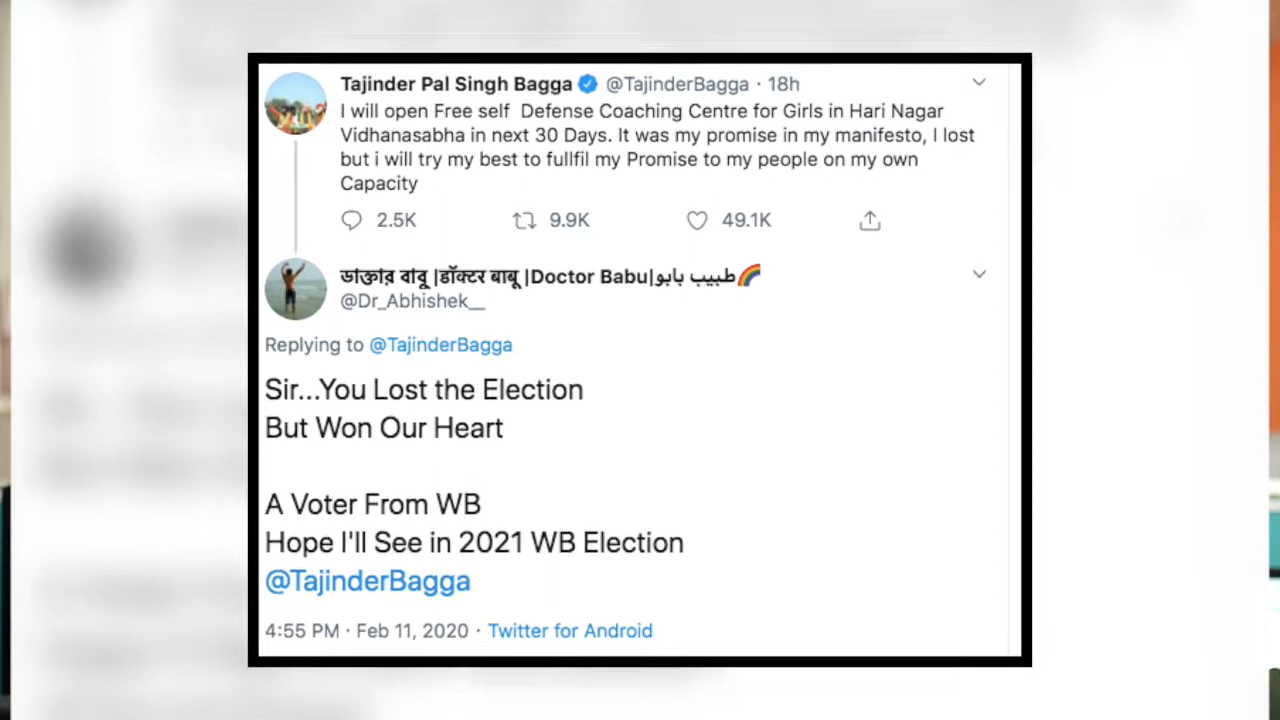 Tajinder Pal Singh Bagga @TajinderBagga · 18h
I will open Free self Defense Coaching Centre for Girls in Hari Nagar
Vidhanasabha in next 30 Days. It was my promise in my manifesto, I lost
but i will try my best to fullfil my Promise to my people on my own
Capacity
2.5K 9.9K 49.1K
ডাক্তার বাবু |डॉक्टर बाबू |Doctor Babu|طبيب بابو🌈
@Dr_Abhishek__
Replying to @TajinderBagga
Sir...You Lost the Election
But Won Our Heart
A Voter From WB
Hope I'll See in 2021 WB Election
@TajinderBagga
4:55 PM · Feb 11, 2020 · Twitter for Android